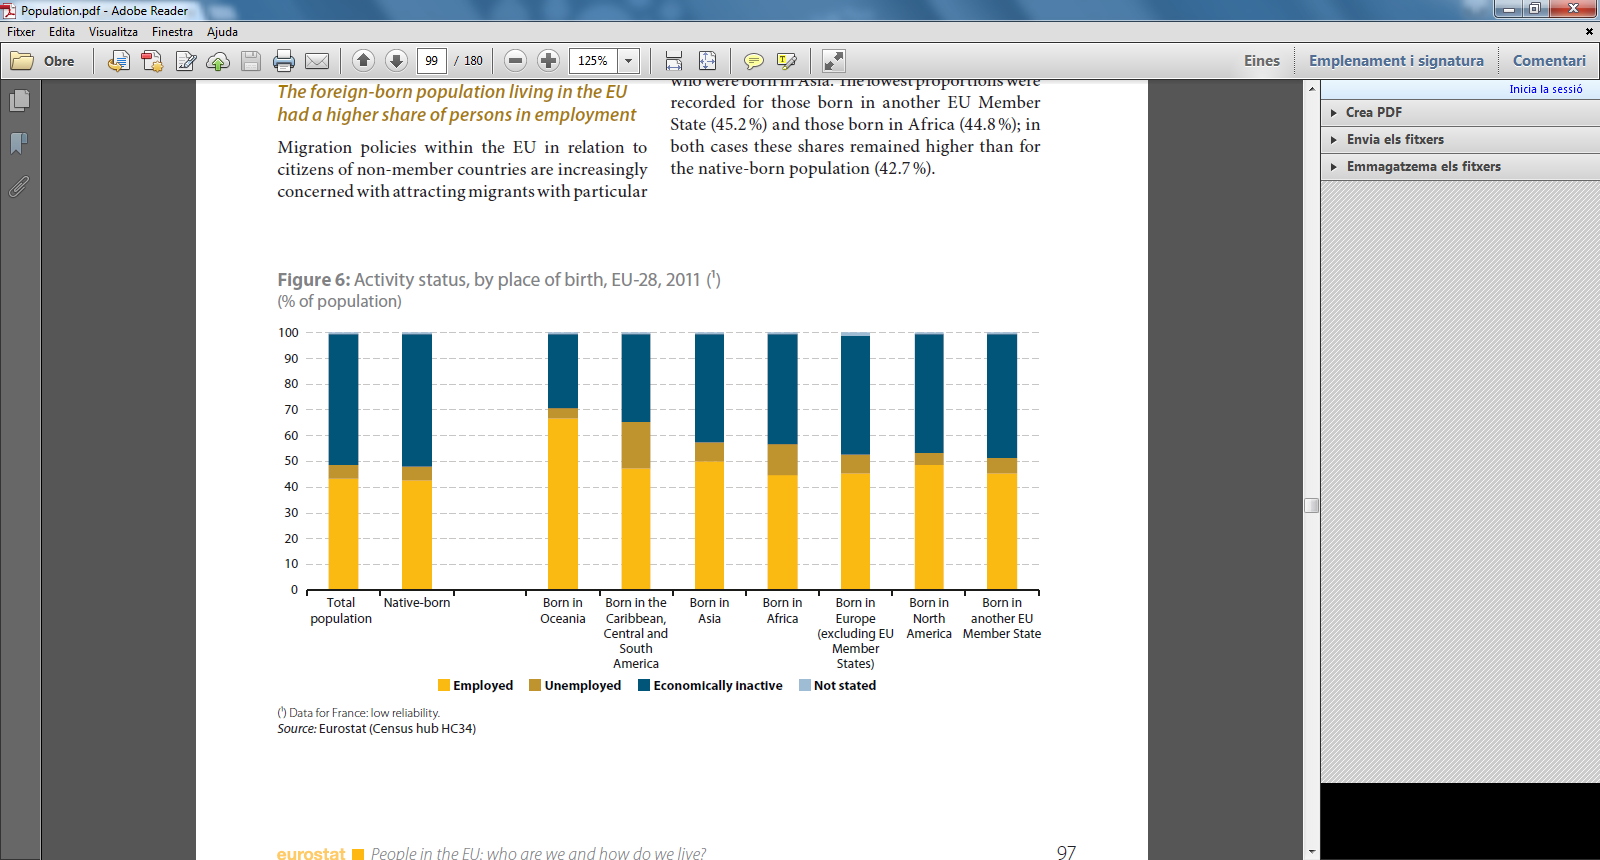 Population.pdf - Adobe Reader
Fitxer Edita Visualitza Finestra Ajuda
Obre 99 / 180 125% Eines Emplenament i signatura Comentari
Inicia la sessió
Crea PDF
Envia els fitxers
Emmagatzema els fitxers
The foreign-born population living in the EU
had a higher share of persons in employment
Migration policies within the EU in relation to
citizens of non-member countries are increasingly
concerned with attracting migrants with particular
who were born in Asia. The lowest proportions were
recorded for those born in another EU Member
State (45.2 %) and those born in Africa (44.8 %); in
both cases these shares remained higher than for
the native-born population (42.7 %).
Figure 6: Activity status, by place of birth, EU-28, 2011 (¹)
(% of population)
100
90
80
70
60
50
40
30
20
10
0
Total
population
Native-born
Born in
Oceania
Born in the
Caribbean,
Central and
South
America
Born in
Asia
Born in
Africa
Born in
Europe
(excluding EU
Member
States)
Born in
North
America
Born in
another EU
Member State
Employed Unemployed Economically inactive Not stated
(¹) Data for France: low reliability.
Source: Eurostat (Census hub HC34)
eurostat People in the EU: who are we and how do we live? 97